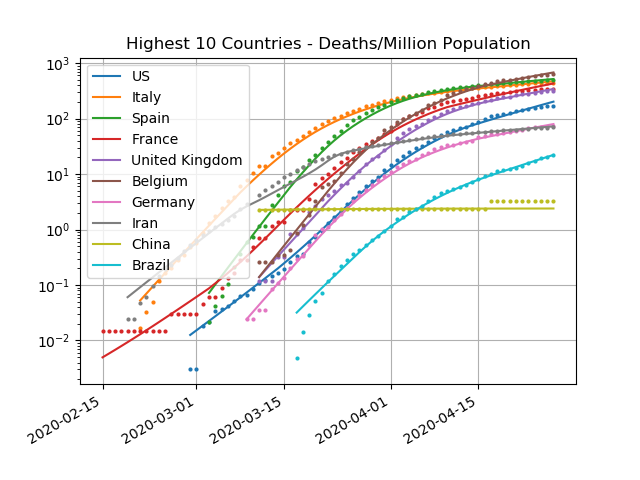 Highest 10 Countries - Deaths/Million Population
10³
10²
10¹
10⁰
10⁻¹
10⁻²
US
Italy
Spain
France
United Kingdom
Belgium
Germany
Iran
China
Brazil
2020-02-15
2020-03-01
2020-03-15
2020-04-01
2020-04-15